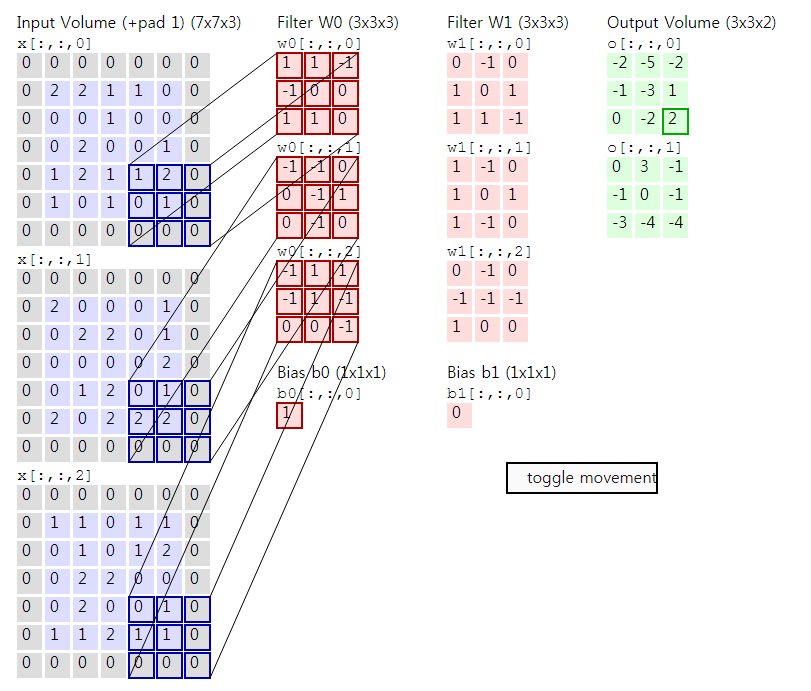 Input Volume (+pad 1) (7x7x3)
x[:,:,0]
0 0 0 0 0 0 0
0 2 2 1 1 0 0
0 0 0 1 0 0 0
0 0 2 0 0 1 0
0 1 2 1 1 2 0
0 1 0 1 0 1 0
0 0 0 0 0 0 0
x[:,:,1]
0 0 0 0 0 0 0
0 2 0 0 0 1 0
0 0 2 2 0 1 0
0 0 0 0 0 2 0
0 0 1 2 0 1 0
0 2 0 2 2 2 0
0 0 0 0 0 0 0
x[:,:,2]
0 0 0 0 0 0 0
0 1 1 0 1 1 0
0 0 1 0 1 2 0
0 0 2 2 0 0 0
0 0 2 0 0 1 0
0 1 1 2 1 1 0
0 0 0 0 0 0 0
Filter W0 (3x3x3)
w0[:,:,0]
1 1 -1
-1 0 0
1 1 0
w0[:,:,1]
-1 -1 0
0 -1 1
0 -1 0
w0[:,:,2]
-1 1 1
-1 1 -1
0 0 -1
Bias b0 (1x1x1)
b0[:,:,0]
1
Filter W1 (3x3x3)
w1[:,:,0]
0 -1 0
1 0 1
1 1 -1
w1[:,:,1]
1 -1 0
1 0 1
1 -1 0
w1[:,:,2]
0 -1 0
-1 -1 -1
1 0 0
Bias b1 (1x1x1)
b1[:,:,0]
0
Output Volume (3x3x2)
o[:,:,0]
-2 -5 -2
-1 -3 1
0 -2 2
o[:,:,1]
0 3 -1
-1 0 -1
-3 -4 -4
toggle movement